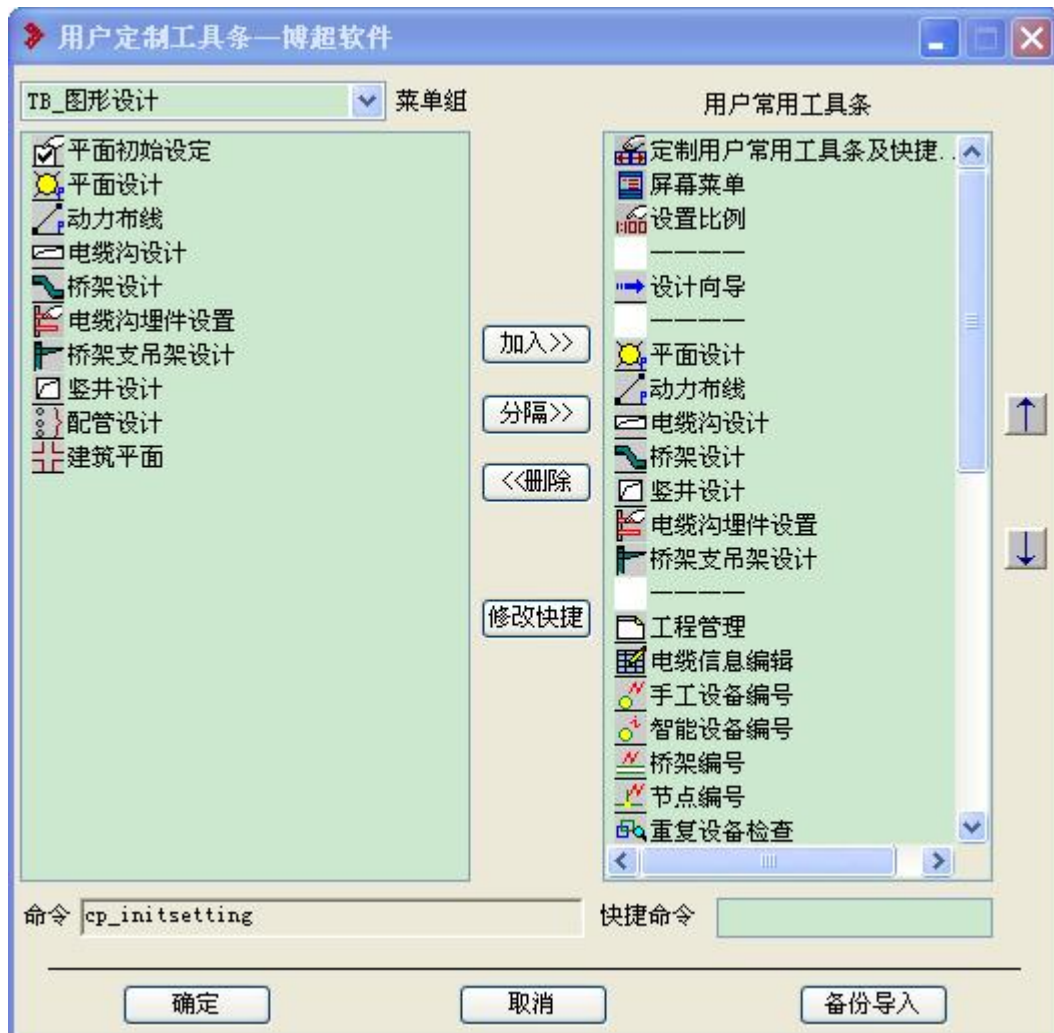 用户定制工具条—博超软件
TB_图形设计
菜单组
用户常用工具条
平面初始设定
平面设计
动力布线
电缆沟设计
桥架设计
电缆沟埋件设置
桥架支吊架设计
竖井设计
配管设计
建筑平面
加入>>
分隔>>
<<删除
修改快捷
定制用户常用工具条及快捷..
屏幕菜单
1:100
设置比例
————
设计向导
————
平面设计
动力布线
电缆沟设计
桥架设计
竖井设计
电缆沟埋件设置
桥架支吊架设计
————
工程管理
电缆信息编辑
手工设备编号
智能设备编号
桥架编号
节点编号
重复设备检查
命令 cp_initsetting
快捷命令
确定
取消
备份导入